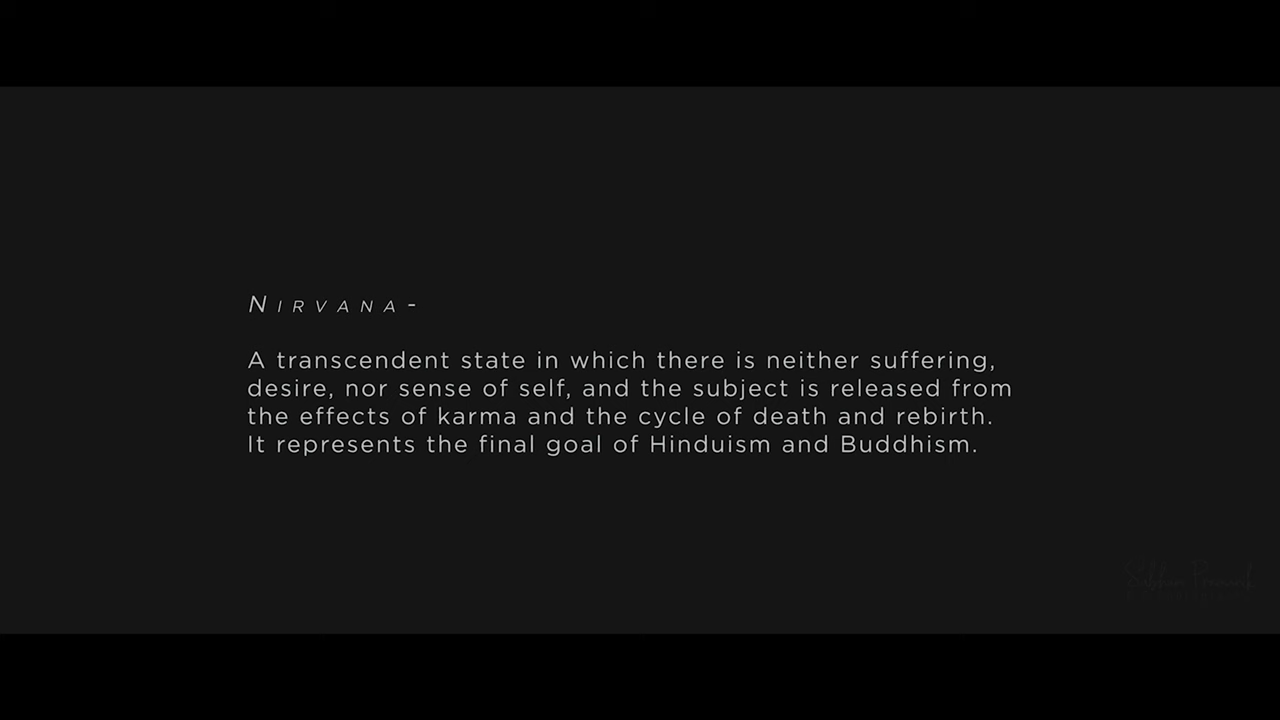 NIRVANA-
A transcendent state in which there is neither suffering,
desire, nor sense of self, and the subject is released from
the effects of karma and the cycle of death and rebirth.
It represents the final goal of Hinduism and Buddhism.